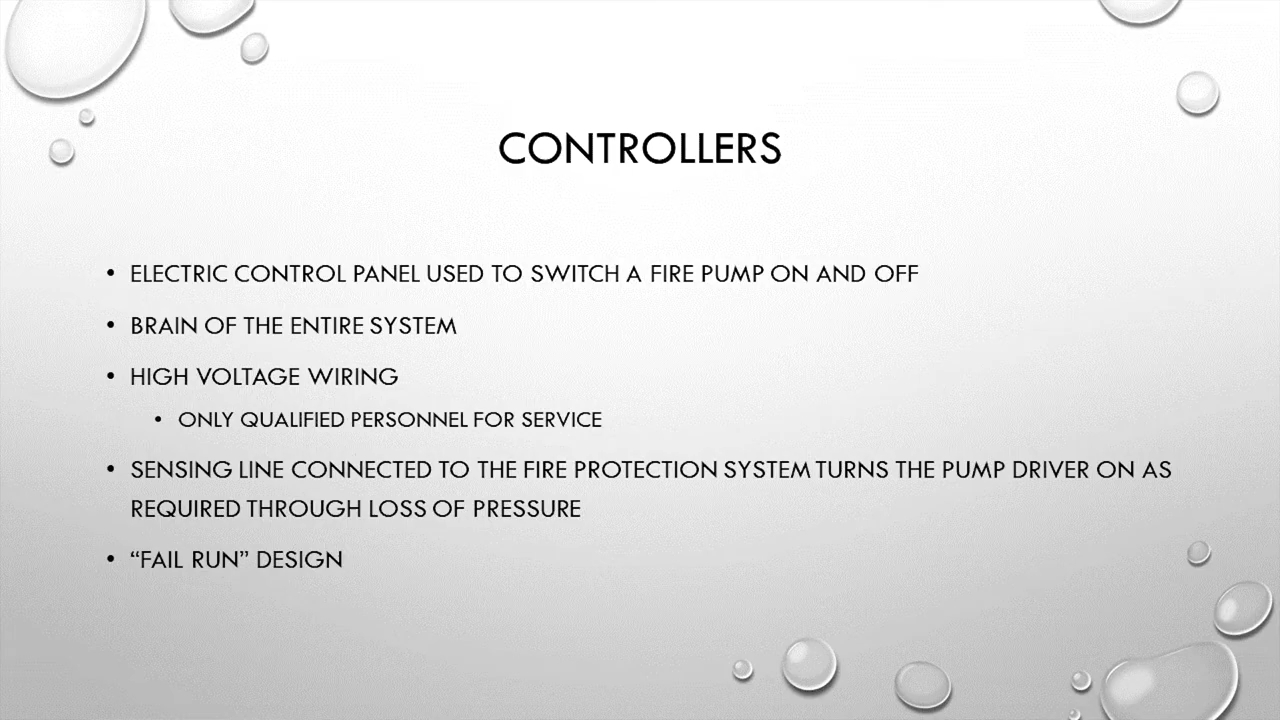 CONTROLLERS
• ELECTRIC CONTROL PANEL USED TO SWITCH A FIRE PUMP ON AND OFF
• BRAIN OF THE ENTIRE SYSTEM
• HIGH VOLTAGE WIRING
• ONLY QUALIFIED PERSONNEL FOR SERVICE
• SENSING LINE CONNECTED TO THE FIRE PROTECTION SYSTEM TURNS THE PUMP DRIVER ON AS
REQUIRED THROUGH LOSS OF PRESSURE
• “FAIL RUN” DESIGN